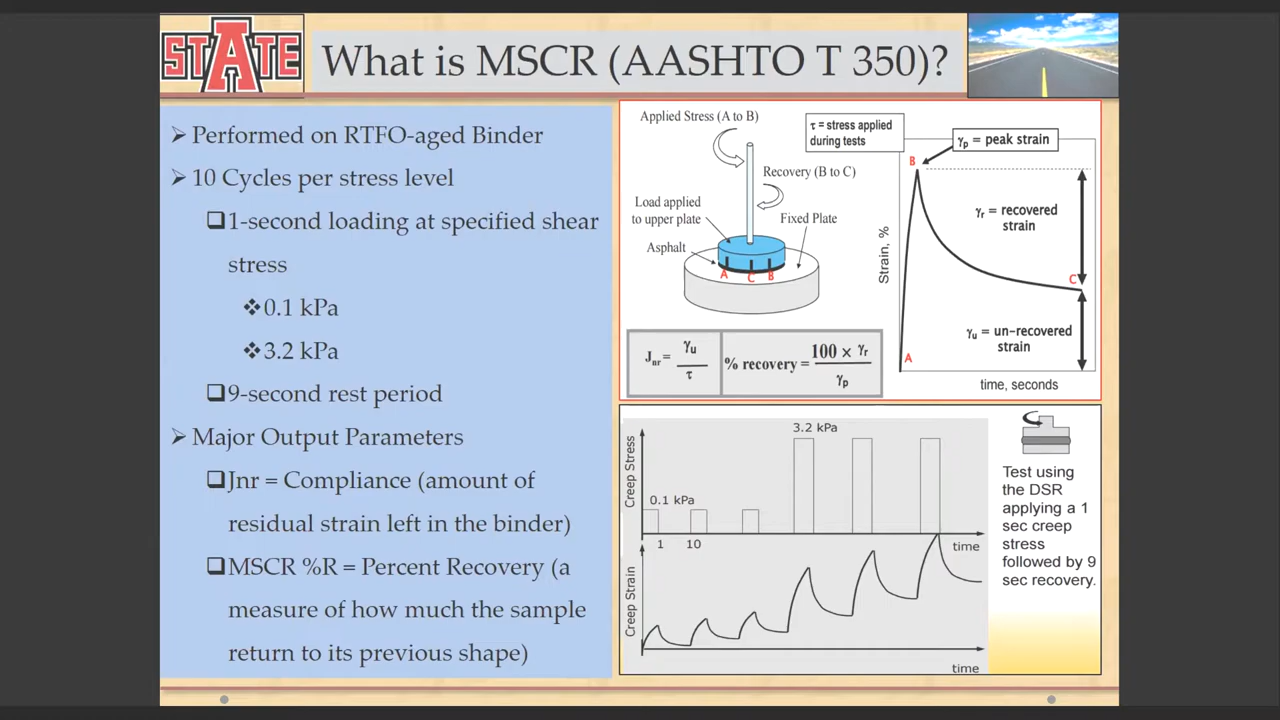 STATE
What is MSCR (AASHTO T 350)?
➢ Performed on RTFO-aged Binder
➢ 10 Cycles per stress level
❑1-second loading at specified shear
stress
❖0.1 kPa
❖3.2 kPa
❑9-second rest period
➢ Major Output Parameters
❑Jnr = Compliance (amount of
residual strain left in the binder)
❑MSCR %R = Percent Recovery (a
measure of how much the sample
return to its previous shape)
Applied Stress (A to B)
Recovery (B to C)
Load applied
to upper plate
Fixed Plate
Asphalt
A C B
τ = stress applied
during tests
Jnr = γu / τ
% recovery = 100 × γr / γp
γp = peak strain
B
γr = recovered
strain
C
γu = un-recovered
strain
A
Strain, %
time, seconds
Creep Stress
3.2 kPa
0.1 kPa
1 10
time
Creep Strain
time
Test using
the DSR
applying a 1
sec creep
stress
followed by 9
sec recovery.